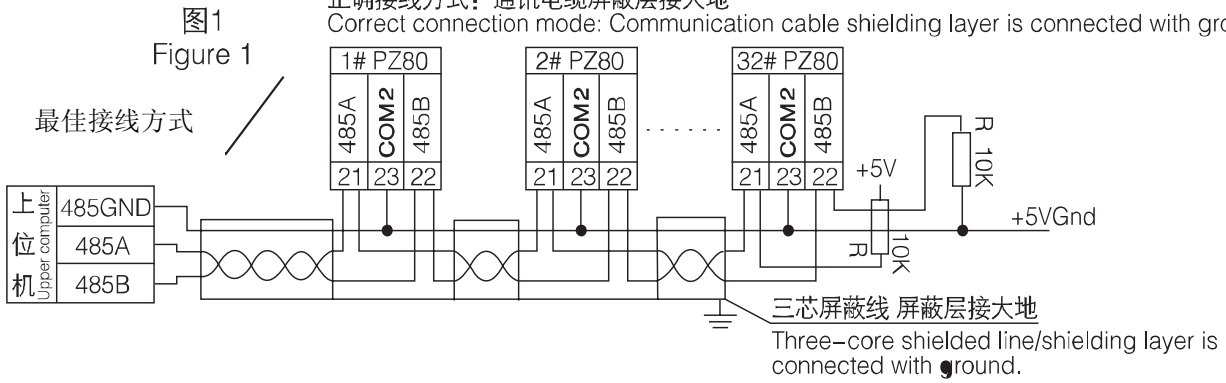 正确接线方式：通讯电缆屏蔽层接大地
Correct connection mode: Communication cable shielding layer is connected with gro
图1
Figure 1
最佳接线方式
1# PZ80
2# PZ80
32# PZ80
485A COM2 485B
485A COM2 485B
485A COM2 485B
21 23 22
21 23 22
21 23 22
+5V
R 10K
R 10K
+5VGnd
上位机
Upper computer
485GND
485A
485B
三芯屏蔽线 屏蔽层接大地
Three-core shielded line/shielding layer is
connected with ground.